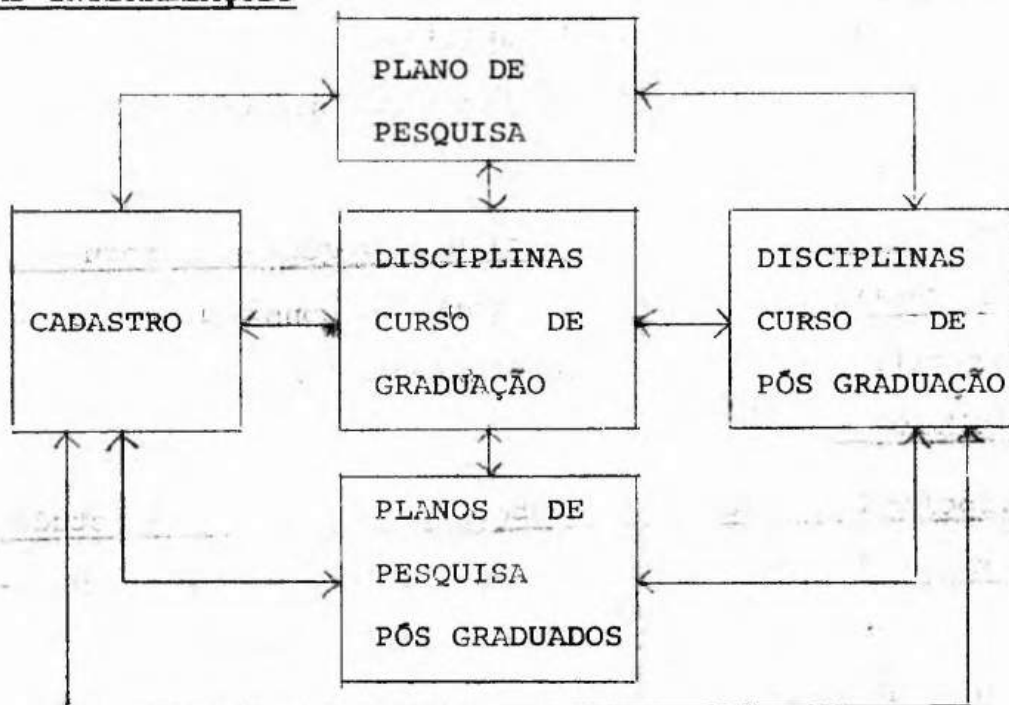 PLANO DE
PESQUISA
CADASTRO
DISCIPLINAS
CURSO DE
GRADUAÇÃO
DISCIPLINAS
CURSO DE
PÓS GRADUAÇÃO
PLANOS DE
PESQUISA
PÓS GRADUADOS